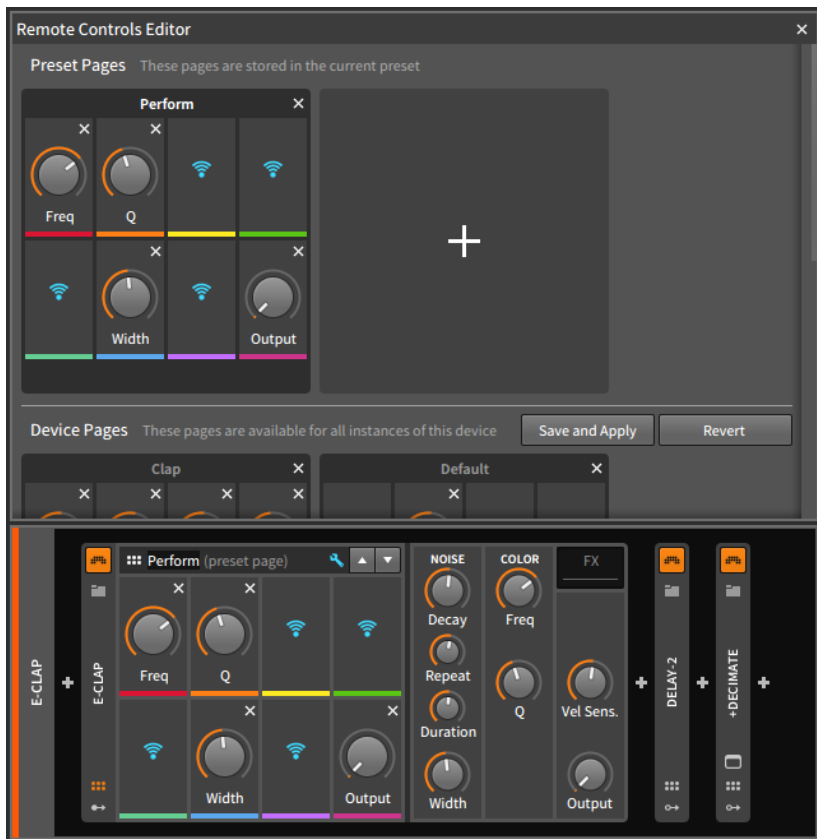 Remote Controls Editor
Preset Pages These pages are stored in the current preset
Perform
Freq Q
Width Output
Device Pages These pages are available for all instances of this device Save and Apply Revert
Clap Default
E-CLAP
E-CLAP
Perform (preset page)
Freq Q
Width Output
NOISE COLOR FX
Decay Freq
Repeat
Q Vel Sens.
Duration
Width Output
DELAY-2
+DECIMATE